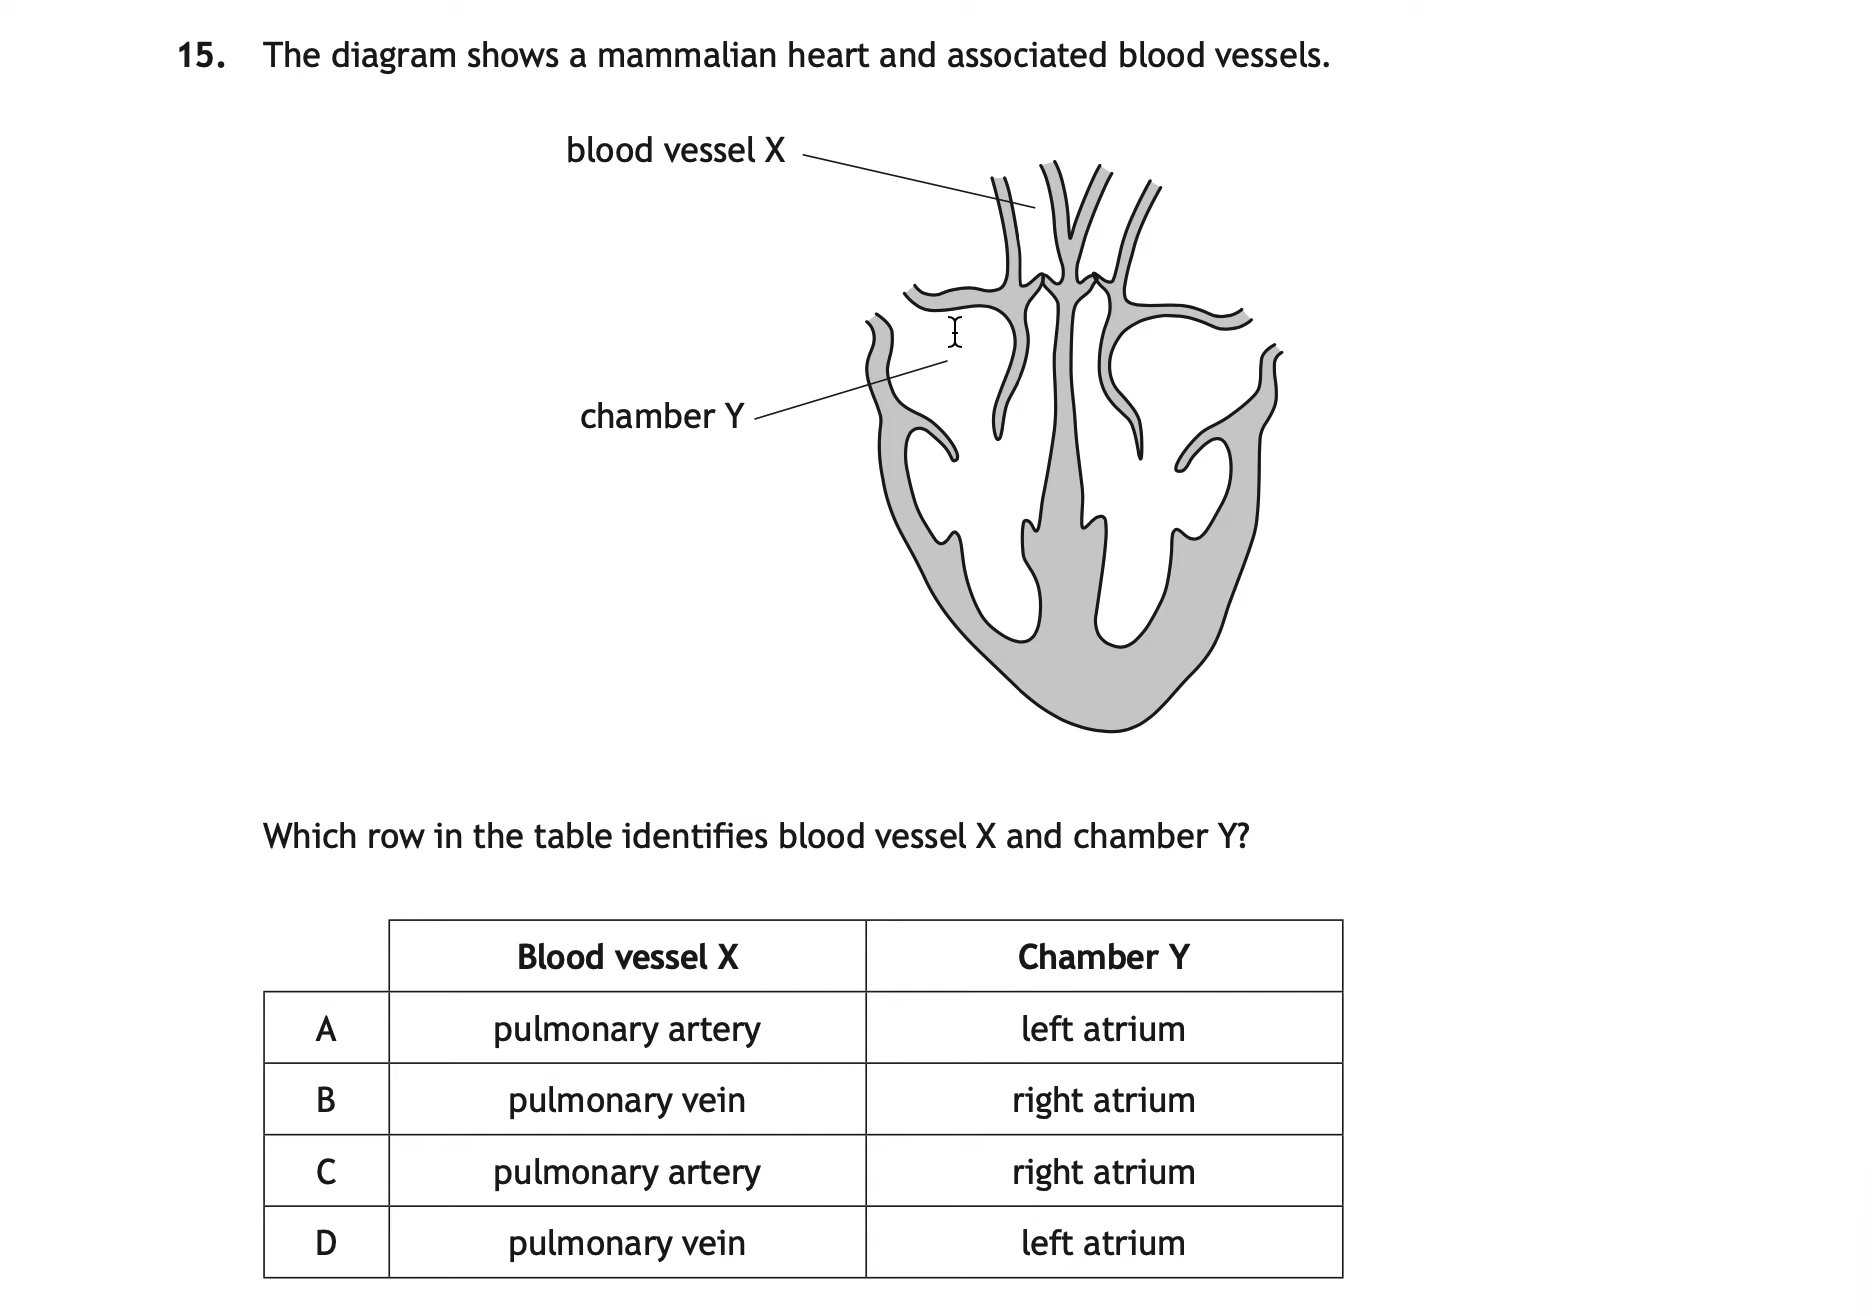 15. The diagram shows a mammalian heart and associated blood vessels.
blood vessel X
chamber Y
Which row in the table identifies blood vessel X and chamber Y?
Blood vessel X Chamber Y
A pulmonary artery left atrium
B pulmonary vein right atrium
C pulmonary artery right atrium
D pulmonary vein left atrium